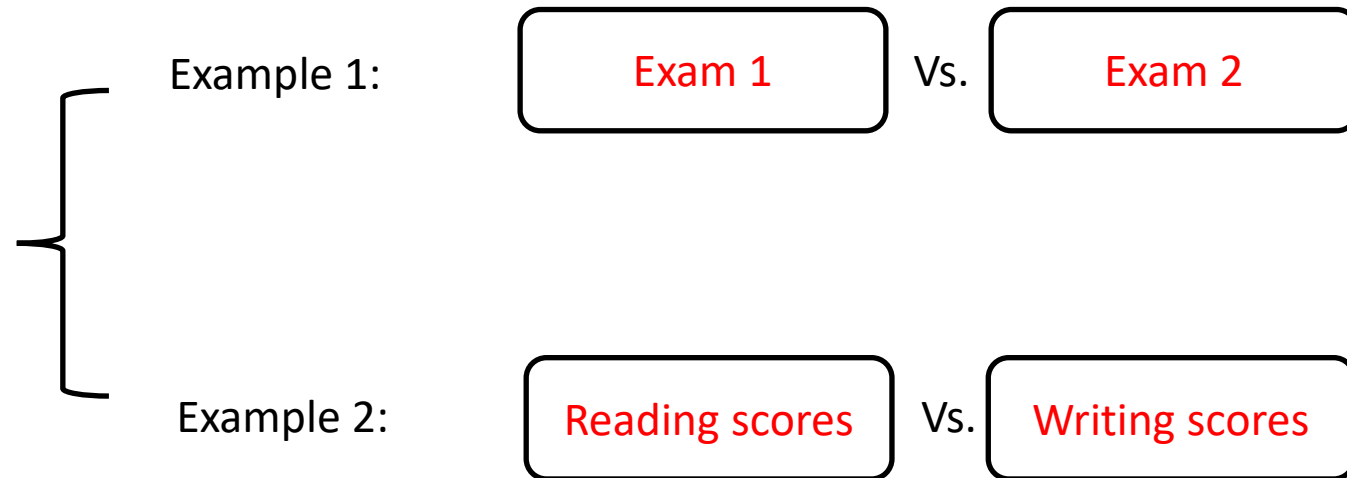 Example 1: Exam 1 Vs. Exam 2
Example 2: Reading scores Vs. Writing scores